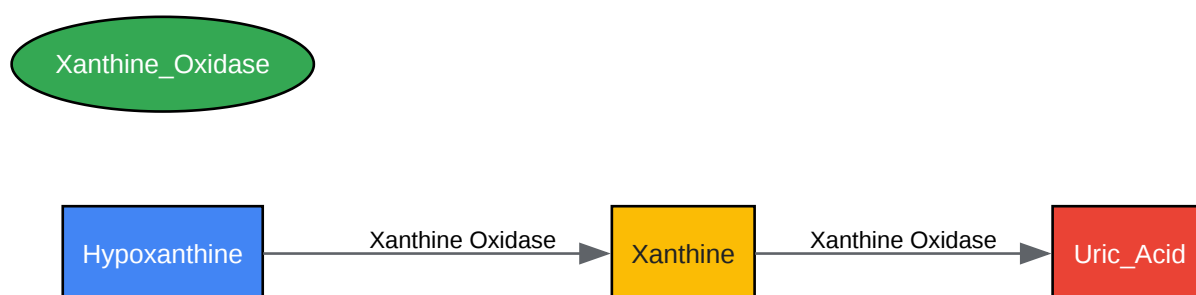 Xanthine_Oxidase
Hypoxanthine
Xanthine Oxidase
Xanthine
Xanthine Oxidase
Uric_Acid